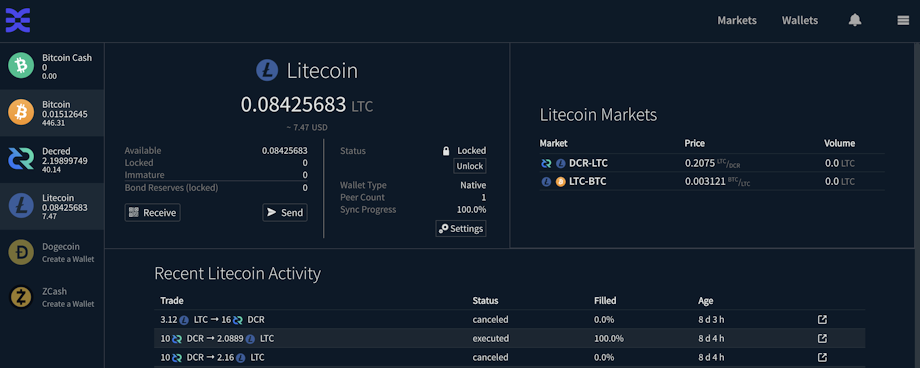 Markets Wallets
Bitcoin Cash
0
0.00
Bitcoin
0.01512645
446.31
Decred
2.19899749
40.14
Litecoin
0.08425683
7.47
Dogecoin
Create a Wallet
ZCash
Create a Wallet
Litecoin
0.08425683 LTC
~ 7.47 USD
Available 0.08425683
Locked 0
Immature 0
Bond Reserves (locked) 0
Receive Send
Status Locked
Unlock
Wallet Type Native
Peer Count 1
Sync Progress 100.0%
Settings
Litecoin Markets
Market Price Volume
DCR-LTC 0.2075 LTC/DCR 0.0 LTC
LTC-BTC 0.003121 BTC/LTC 0.0 LTC
Recent Litecoin Activity
Trade Status Filled Age
3.12 LTC → 16 DCR canceled 0.0% 8 d 3 h
10 DCR → 2.0889 LTC executed 100.0% 8 d 4 h
10 DCR → 2.16 LTC canceled 0.0% 8 d 4 h